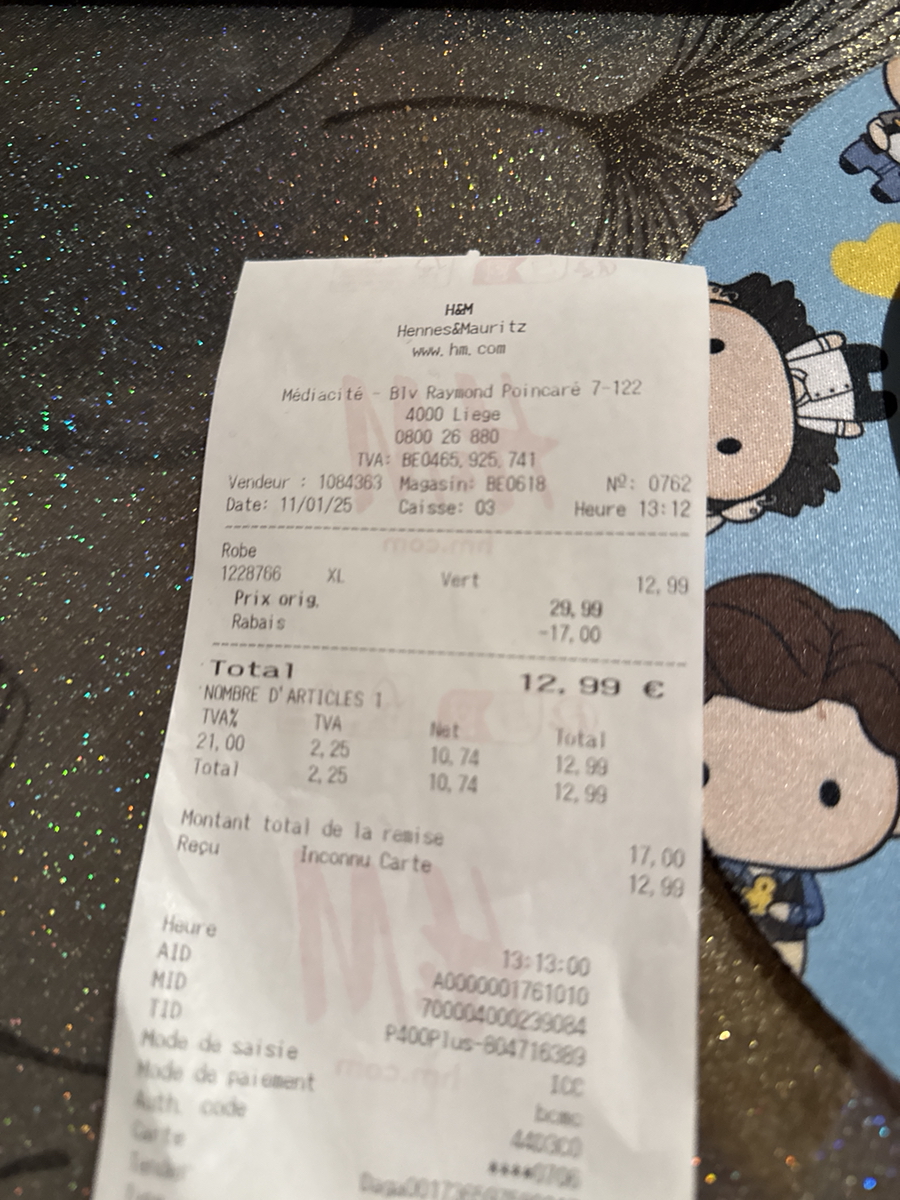 H&M
Hennes&Mauritz
www.hm.com
Médiacité - Blv Raymond Poincaré 7-122
4000 Liege
0800 26 880
TVA: BE0465.925.741
Vendeur : 1084363 Magasin: BE0618 Nº: 0762
Date: 11/01/25 Caisse: 03 Heure 13:12
Robe
1228766 XL Vert 12,99
Prix orig. 29,99
Rabais -17,00
Total 12,99 €
NOMBRE D'ARTICLES 1
TVA% TVA Net Total
21,00 2,25 10,74 12,99
Total 2,25 10,74 12,99
Montant total de la remise 17,00
Reçu Inconnu Carte 12,99
Heure 13:13:00
AID A0000001761010
MID 700004000239084
TID P400Plus-804716389
Mode de saisie ICC
Mode de paiement bcmc
Auth. code 4403C0
Carte ****0706